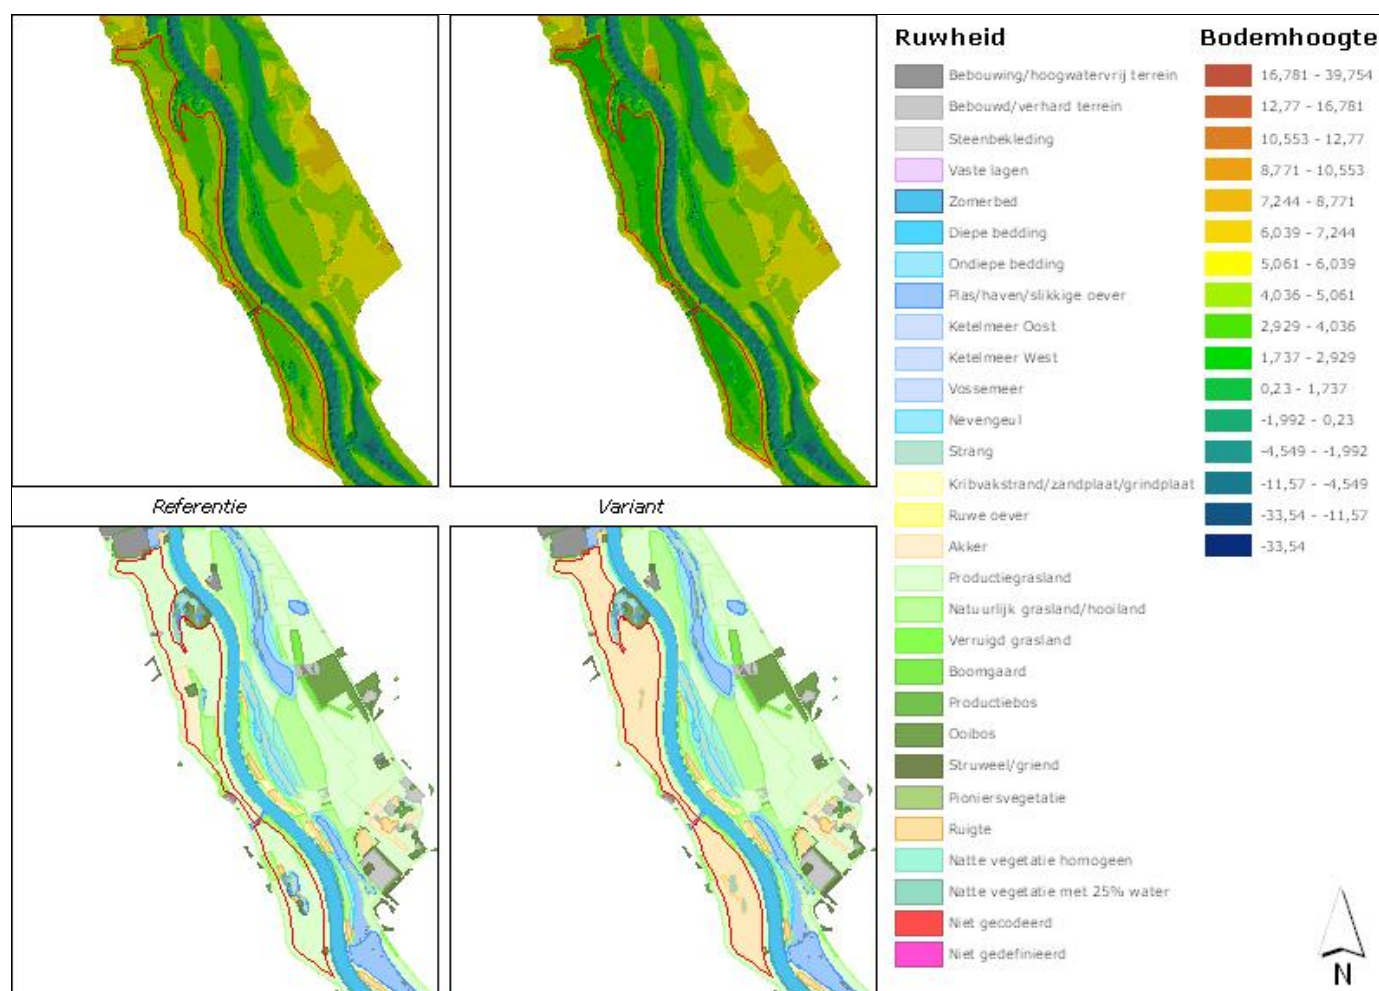 Ruwheid
Bebouwing/hoogwatervrij terrein
Bebouwd/verhard terrein
Steenbekleding
Vaste lagen
Zomerbed
Diepe bedding
Ondiepe bedding
Plas/haven/slikkige oever
Ketelmeer Oost
Ketelmeer West
Vossemeer
Nevengeul
Strang
Kribvakstrand/zandplaat/grindplaat
Ruwe oever
Akker
Productiegrasland
Natuurlijk grasland/hooiland
Verruigd grasland
Boomgaard
Productiebos
Ooibos
Struweel/griend
Pioniersvegetatie
Ruigte
Natte vegetatie homogeen
Natte vegetatie met 25% water
Niet gecodeerd
Niet gedefinieerd
Bodemhoogte
16,781 - 39,754
12,77 - 16,781
10,553 - 12,77
8,771 - 10,553
7,244 - 8,771
6,039 - 7,244
5,061 - 6,039
4,036 - 5,061
2,929 - 4,036
1,737 - 2,929
0,23 - 1,737
-1,992 - 0,23
-4,549 - -1,992
-11,57 - -4,549
-33,54 - -11,57
-33,54
Referentie
Variant
N